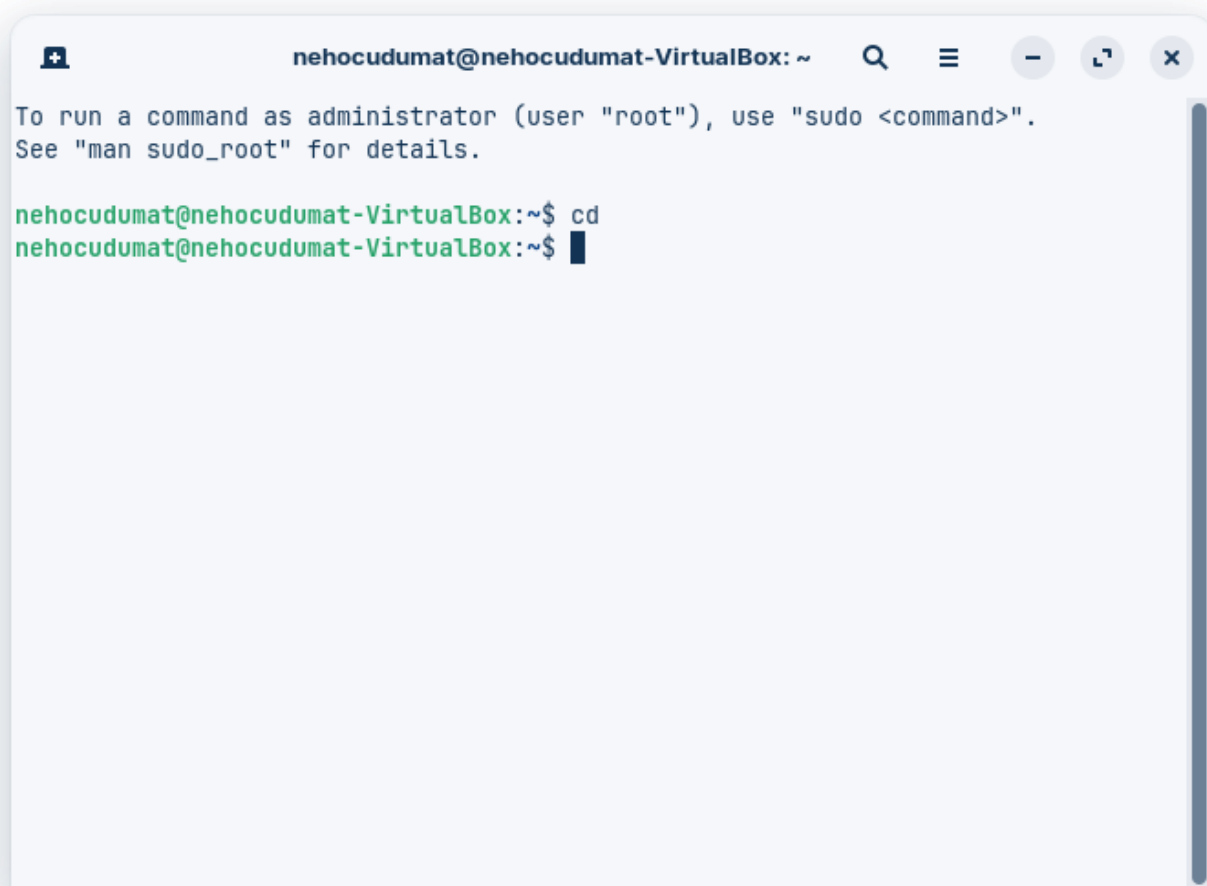 nehocudumat@nehocudumat-VirtualBox: ~
To run a command as administrator (user "root"), use "sudo <command>".
See "man sudo_root" for details.
nehocudumat@nehocudumat-VirtualBox:~$ cd
nehocudumat@nehocudumat-VirtualBox:~$